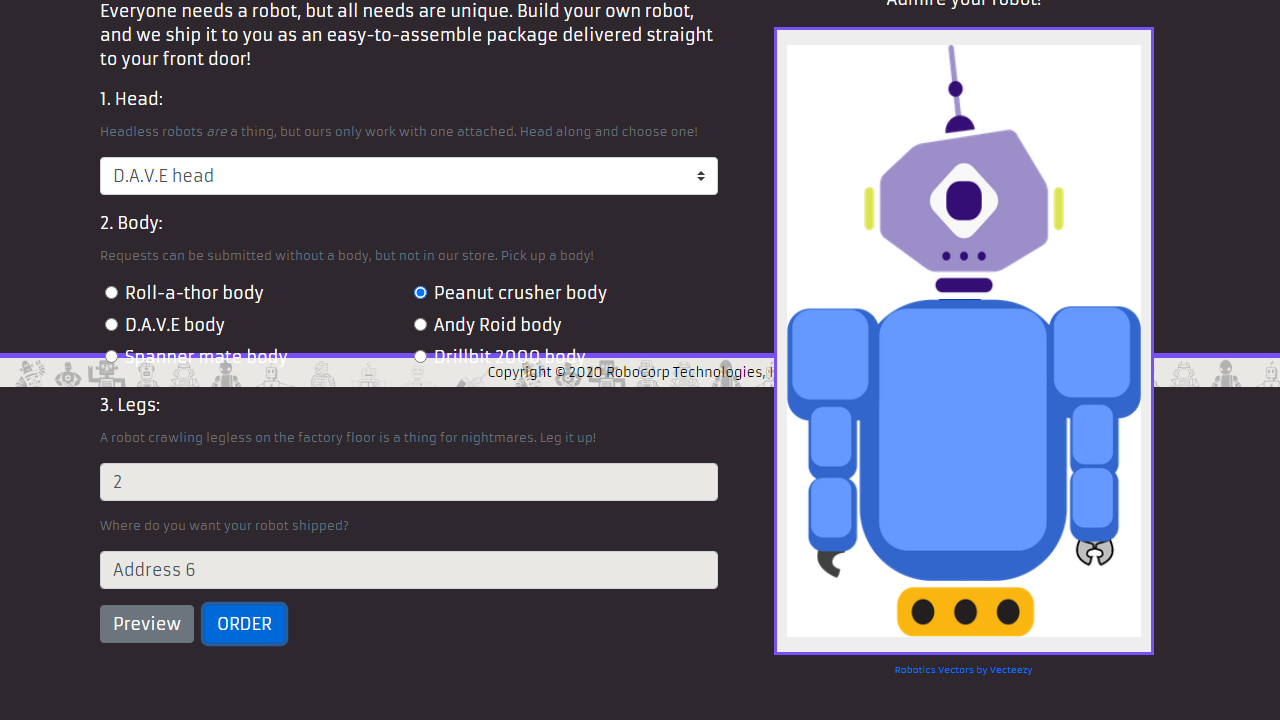 Everyone needs a robot, but all needs are unique. Build your own robot,
and we ship it to you as an easy-to-assemble package delivered straight
to your front door!
Admire your robot!
1. Head:
Headless robots are a thing, but ours only work with one attached. Head along and choose one!
D.A.V.E head
2. Body:
Requests can be submitted without a body, but not in our store. Pick up a body!
Roll-a-thor body
Peanut crusher body
D.A.V.E body
Andy Roid body
Spanner mate body
Drillbit 2000 body
Copyright © 2020 Robocorp Technologies,
3. Legs:
A robot crawling legless on the factory floor is a thing for nightmares. Leg it up!
2
Where do you want your robot shipped?
Address 6
Preview
ORDER
Robotics Vectors by Vecteezy